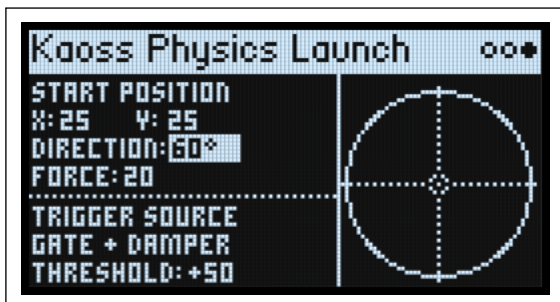 Kaoss Physics Launch
START POSITION
X: 25 Y: 25
DIRECTION: 60°
FORCE: 20
TRIGGER SOURCE
GATE + DAMPER
THRESHOLD: +50